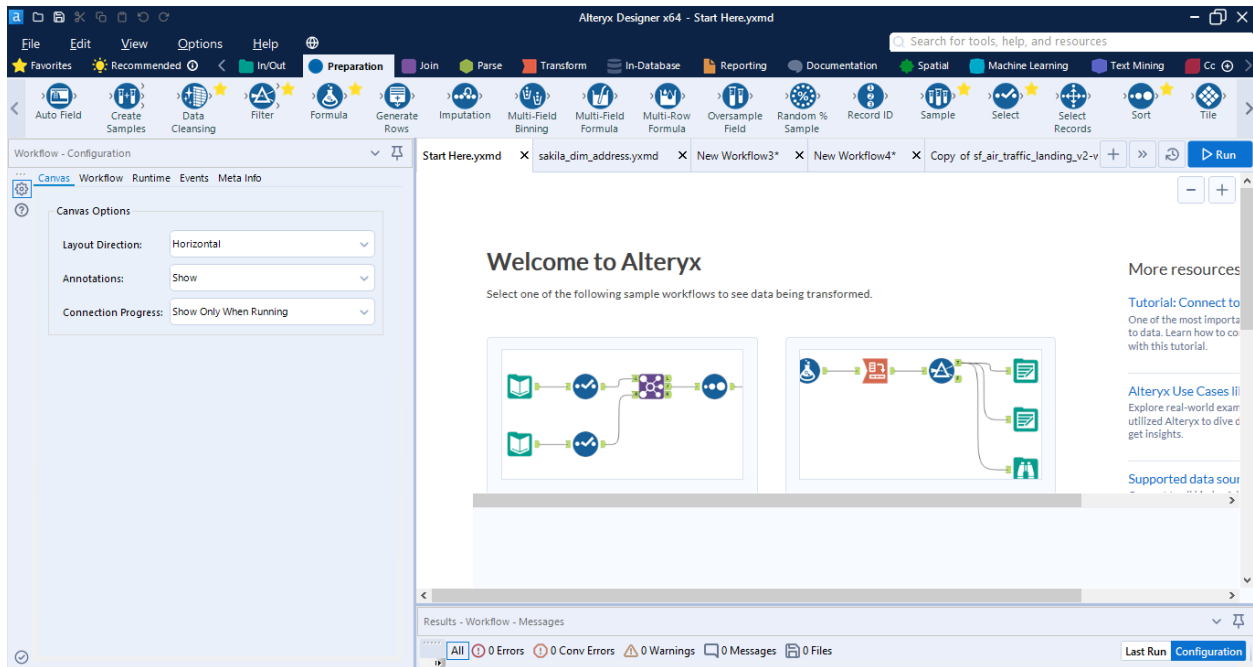 Alteryx Designer x64 - Start Here.yxmd
File Edit View Options Help
Search for tools, help, and resources
Favorites Recommended In/Out Preparation Join Parse Transform In-Database Reporting Documentation Spatial Machine Learning Text Mining Cc
Auto Field
Create Samples
Data Cleansing
Filter
Formula
Generate Rows
Imputation
Multi-Field Binning
Multi-Field Formula
Multi-Row Formula
Oversample Field
Random % Sample
Record ID
Sample
Select
Select Records
Sort
Tile
Workflow - Configuration
Canvas Workflow Runtime Events Meta Info
Canvas Options
Layout Direction: Horizontal
Annotations: Show
Connection Progress: Show Only When Running
Start Here.yxmd sakila_dim_address.yxmd New Workflow3* New Workflow4* Copy of sf_air_traffic_landing_v2-v
Run
Welcome to Alteryx
Select one of the following sample workflows to see data being transformed.
More resources
Tutorial: Connect to
One of the most importa
to data. Learn how to co
with this tutorial.
Alteryx Use Cases li
Explore real-world exam
utilized Alteryx to dive d
get insights.
Supported data sour
Results - Workflow - Messages
All 0 Errors 0 Conv Errors 0 Warnings 0 Messages 0 Files
Last Run Configuration